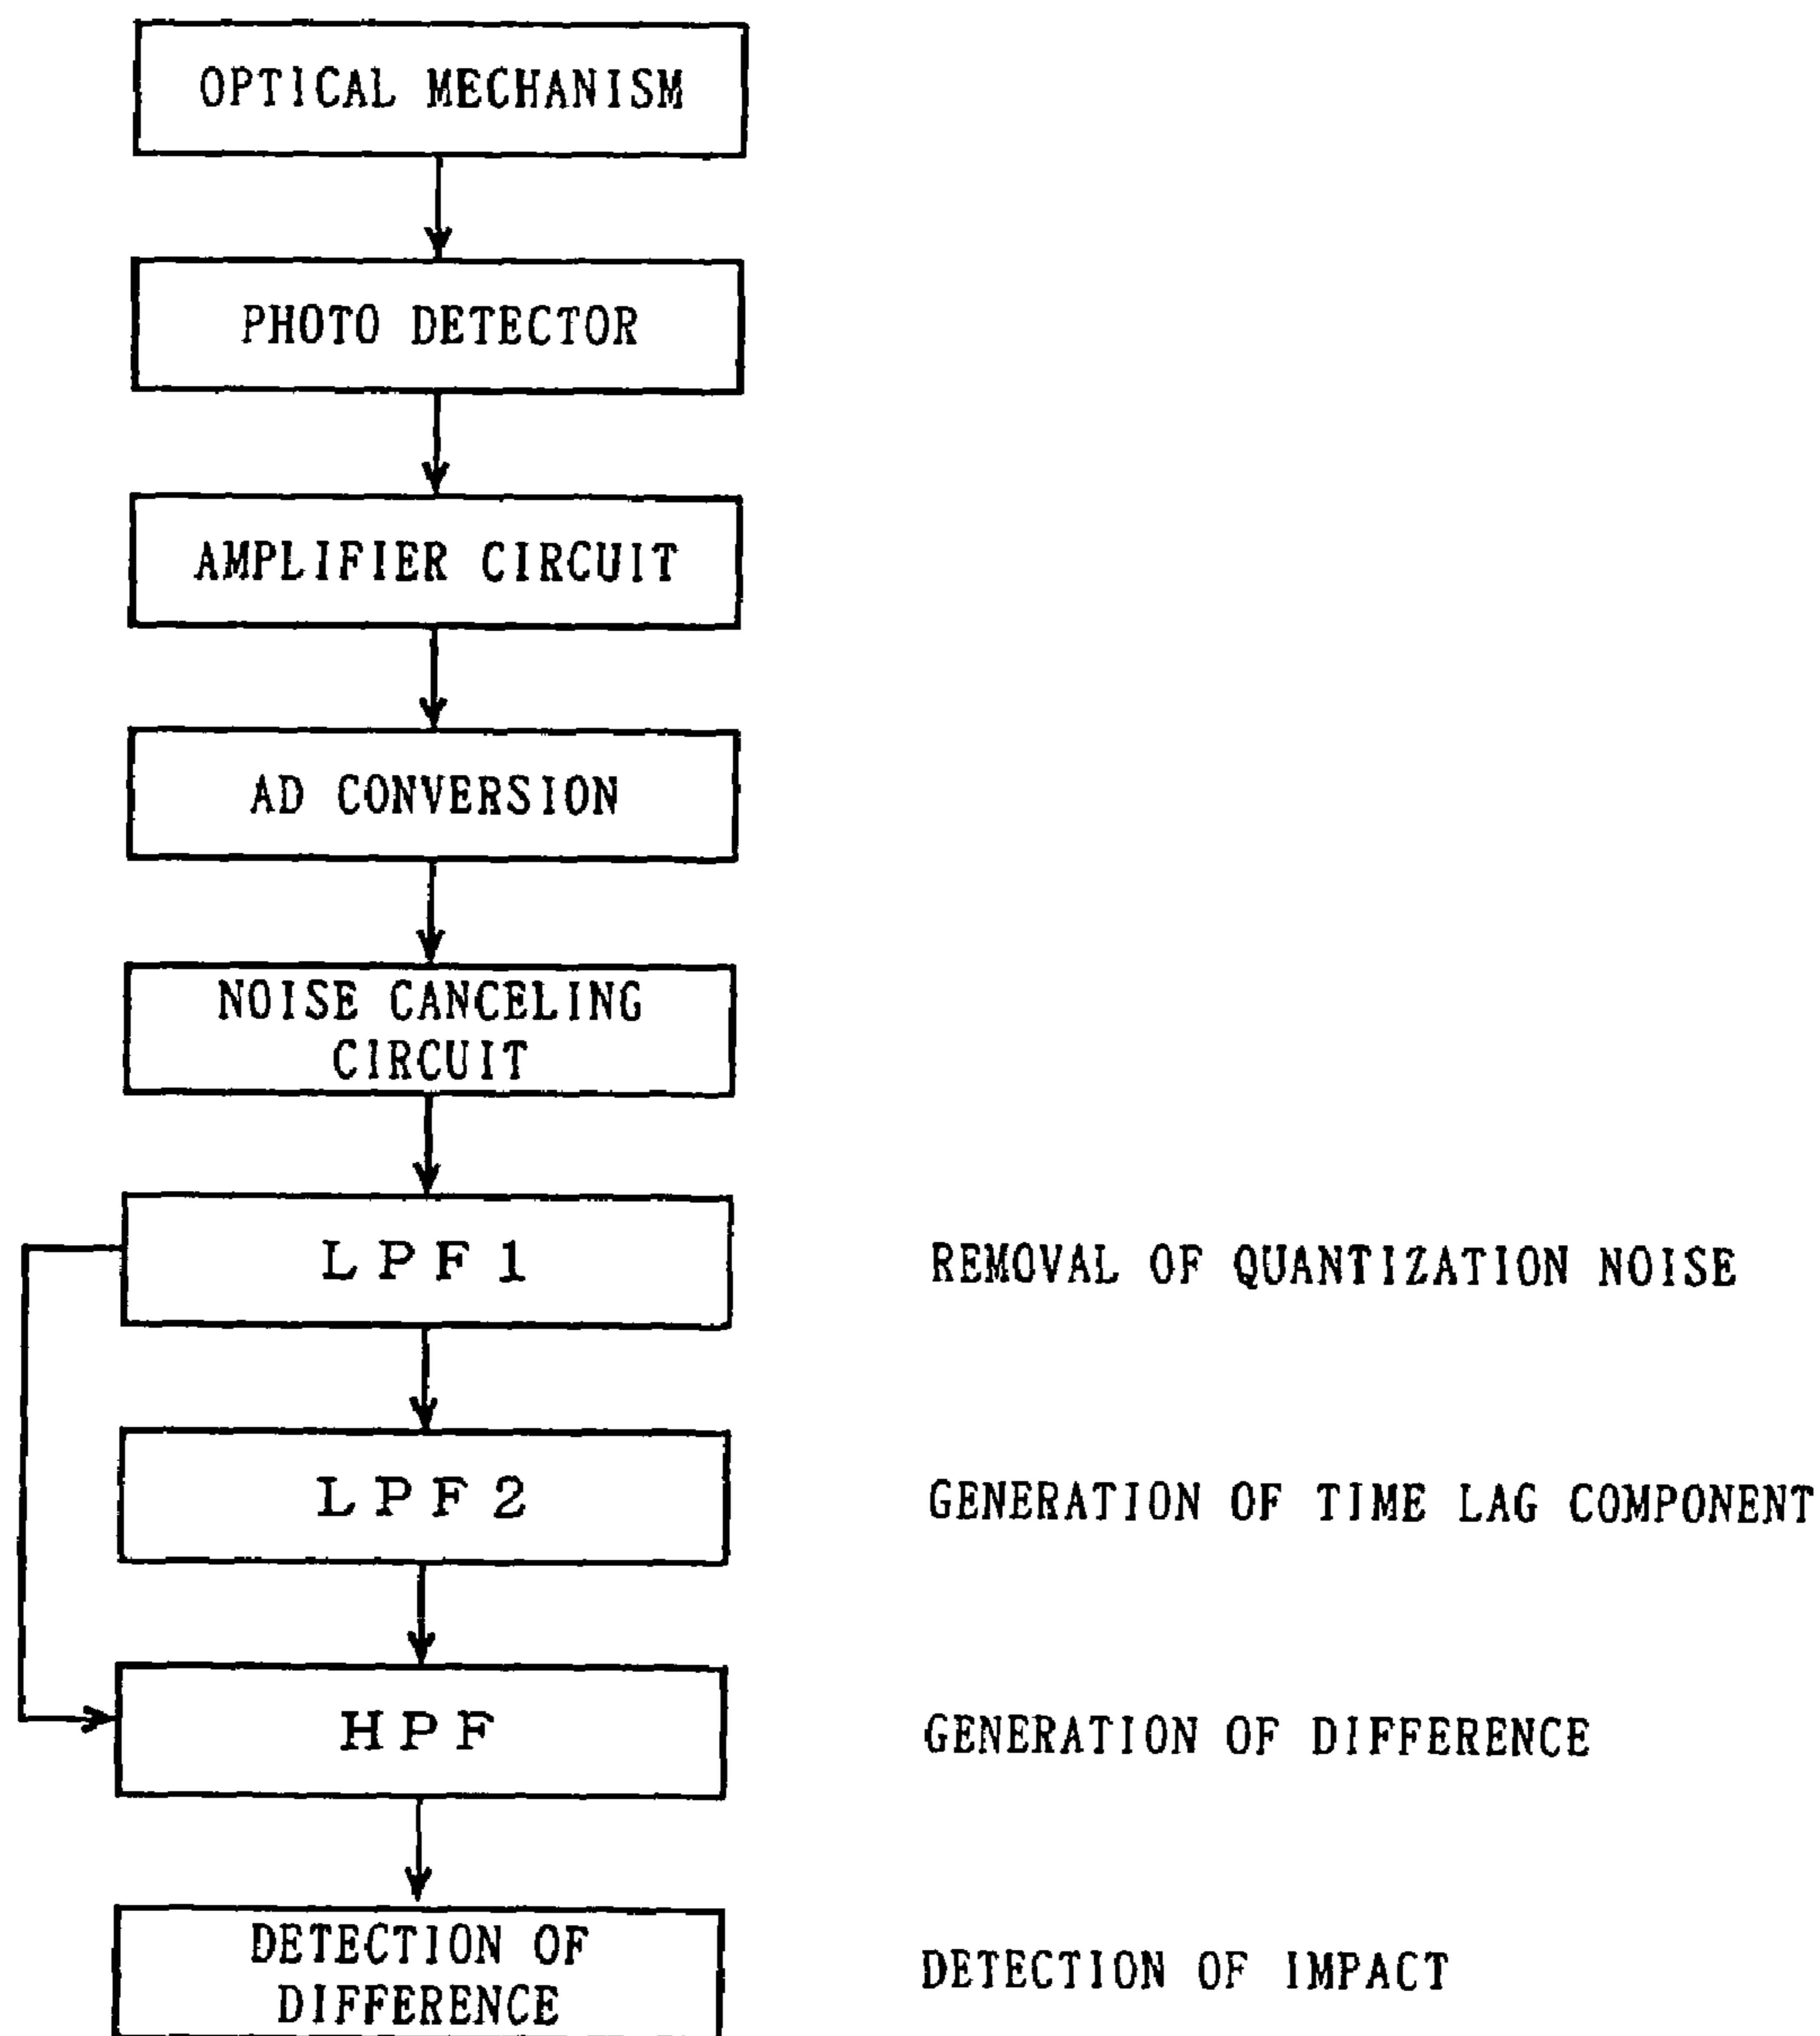 OPTICAL MECHANISM
PHOTO DETECTOR
AMPLIFIER CIRCUIT
AD CONVERSION
NOISE CANCELING
CIRCUIT
LPF1
REMOVAL OF QUANTIZATION NOISE
LPF2
GENERATION OF TIME LAG COMPONENT
HPF
GENERATION OF DIFFERENCE
DETECTION OF
DIFFERENCE
DETECTION OF IMPACT